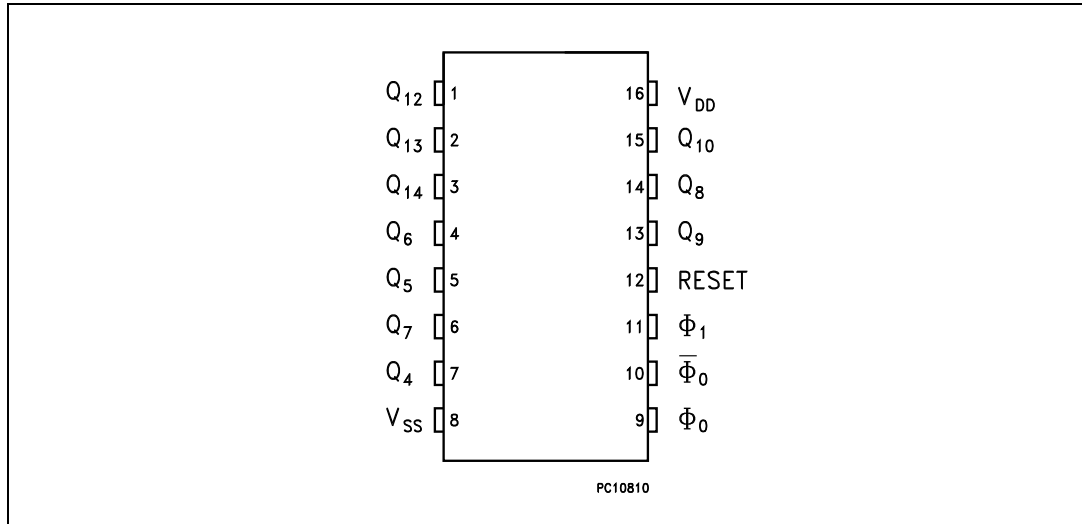 Q12 1 16 VDD
Q13 2 15 Q10
Q14 3 14 Q8
Q6 4 13 Q9
Q5 5 12 RESET
Q7 6 11 Φ1
Q4 7 10 Φ̅0
VSS 8 9 Φ0
PC10810